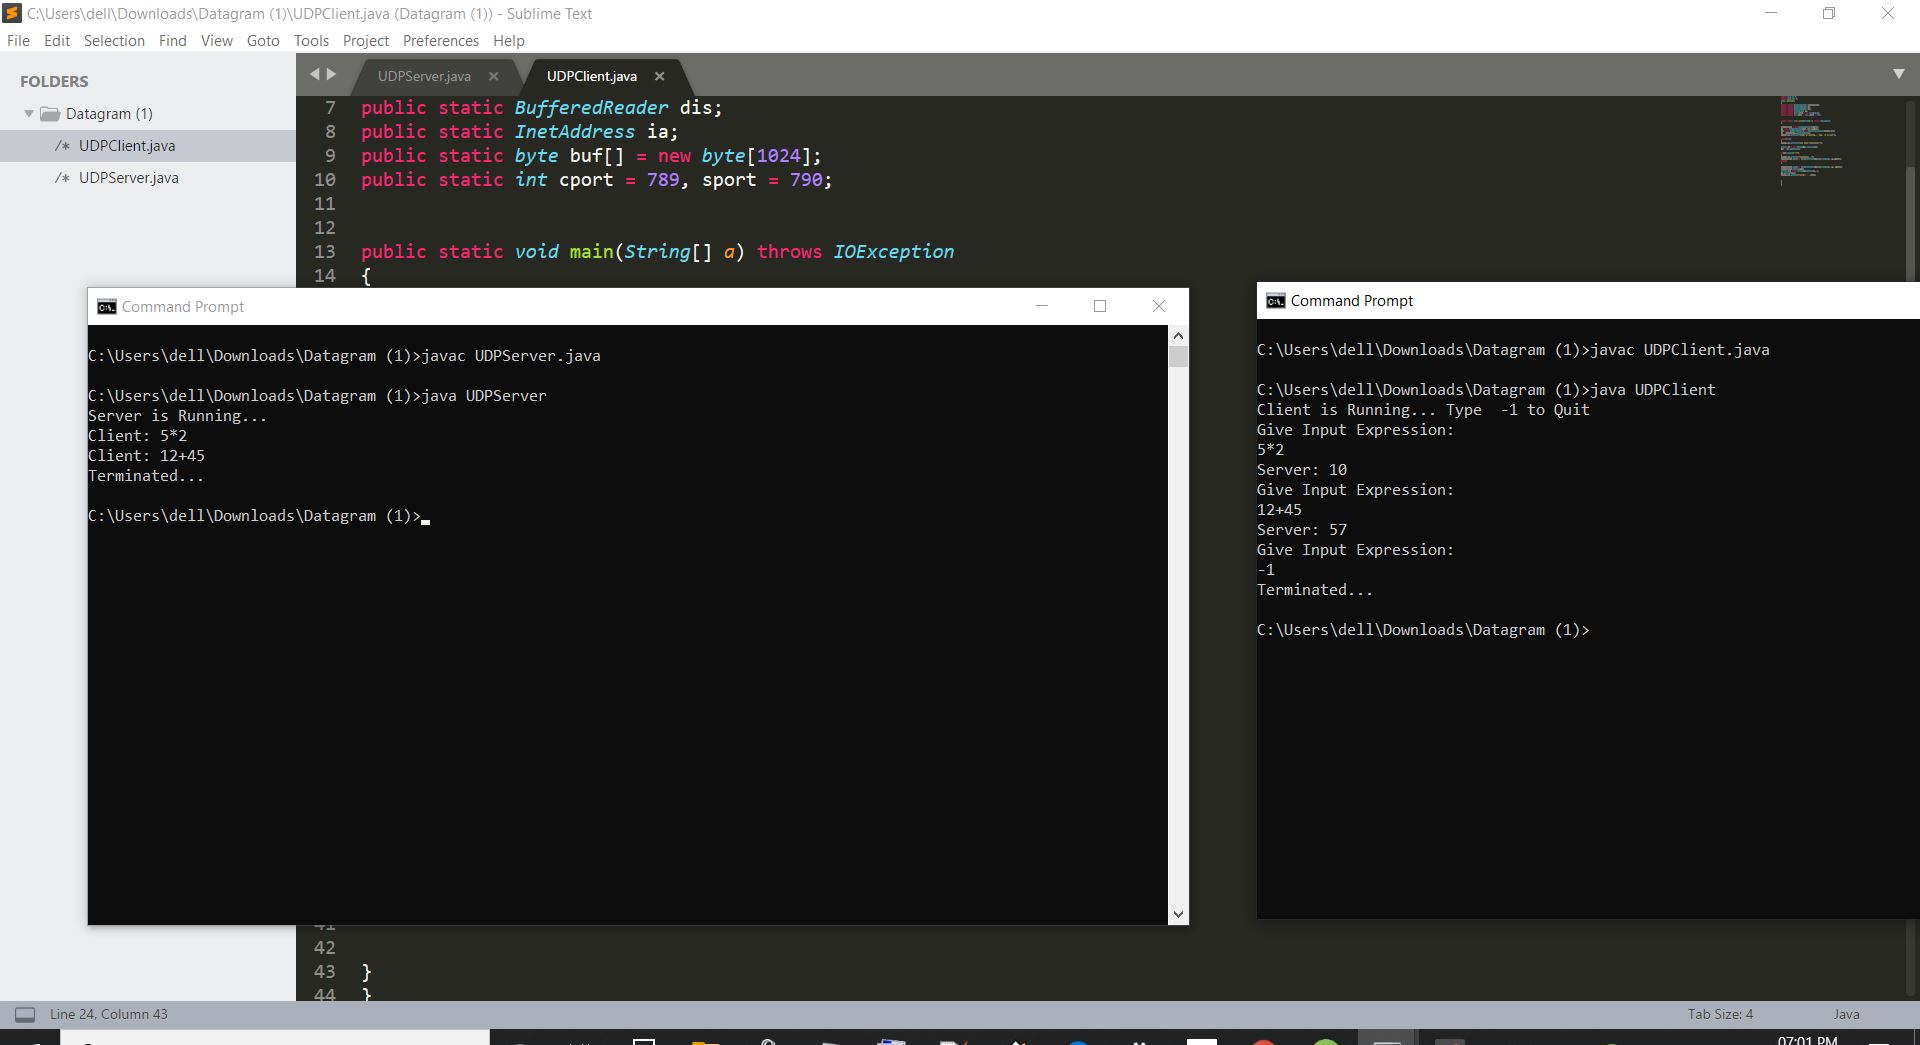 C:\Users\dell\Downloads\Datagram (1)\UDPClient.java (Datagram (1)) - Sublime Text
File Edit Selection Find View Goto Tools Project Preferences Help
FOLDERS
Datagram (1)
/* UDPClient.java
/* UDPServer.java
UDPServer.java
UDPClient.java
7 public static BufferedReader dis;
8 public static InetAddress ia;
9 public static byte buf[] = new byte[1024];
10 public static int cport = 789, sport = 790;
11
12
13 public static void main(String[] a) throws IOException
14 {
Command Prompt
C:\Users\dell\Downloads\Datagram (1)>javac UDPServer.java
C:\Users\dell\Downloads\Datagram (1)>java UDPServer
Server is Running...
Client: 5*2
Client: 12+45
Terminated...
C:\Users\dell\Downloads\Datagram (1)>
Command Prompt
C:\Users\dell\Downloads\Datagram (1)>javac UDPClient.java
C:\Users\dell\Downloads\Datagram (1)>java UDPClient
Client is Running... Type  -1 to Quit
Give Input Expression:
5*2
Server: 10
Give Input Expression:
12+45
Server: 57
Give Input Expression:
-1
Terminated...
C:\Users\dell\Downloads\Datagram (1)>
42
43 }
44 }
Line 24, Column 43
Tab Size: 4
Java
07:01 PM